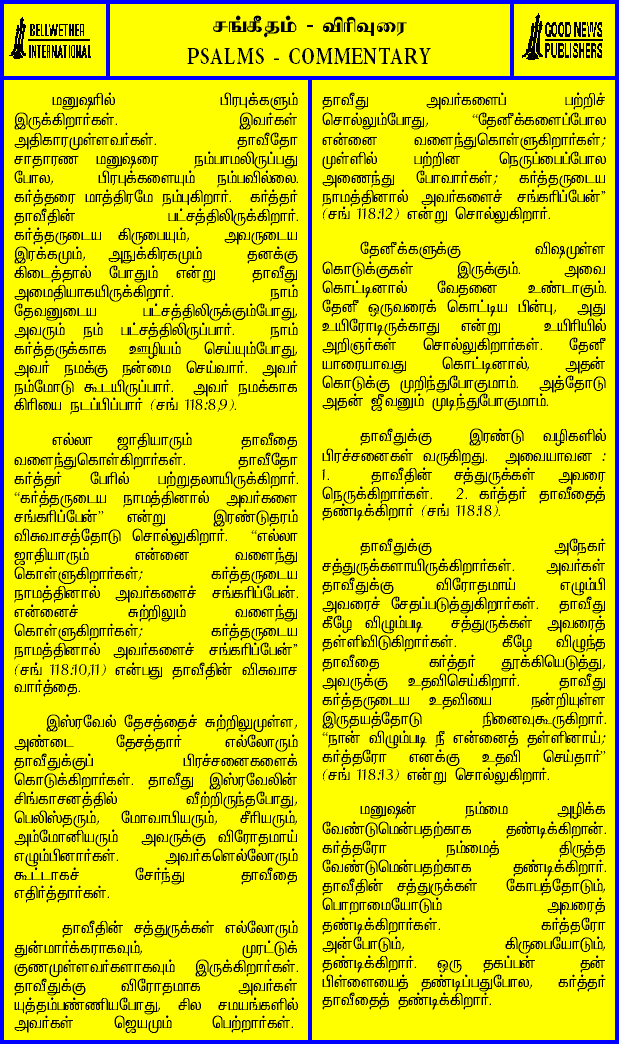 BELLWETHER
INTERNATIONAL
சங்கீதம் - விரிவுரை
PSALMS - COMMENTARY
GOOD NEWS
PUBLISHERS
மனுஷரில் பிரபுக்களும்
இருக்கிறார்கள். இவர்கள்
அதிகாரமுள்ளவர்கள். தாவீதோ
சாதாரண மனுஷரை நம்பாமலிருப்பது
போல, பிரபுக்களையும் நம்பவில்லை.
கர்த்தரை மாத்திரமே நம்புகிறார். கர்த்தர்
தாவீதின் பட்சத்திலிருக்கிறார்.
கர்த்தருடைய கிருபையும், அவருடைய
இரக்கமும், அநுக்கிரகமும் தனக்கு
கிடைத்தால் போதும் என்று தாவீது
அமைதியாகயிருக்கிறார். நாம்
தேவனுடைய பட்சத்திலிருக்கும்போது,
அவரும் நம் பட்சத்திலிருப்பார். நாம்
கர்த்தருக்காக ஊழியம் செய்யும்போது,
அவர் நமக்கு நன்மை செய்வார். அவர்
நம்மோடு கூடயிருப்பார். அவர் நமக்காக
கிரியை நடப்பிப்பார் (சங் 118:8,9).
எல்லா ஜாதியாரும் தாவீதை
வளைந்துகொள்கிறார்கள். தாவீதோ
கர்த்தர் பேரில் பற்றுதலாயிருக்கிறார்.
“கர்த்தருடைய நாமத்தினால் அவர்களை
சங்கரிப்பேன்” என்று இரண்டுதரம்
விசுவாசத்தோடு சொல்லுகிறார். “எல்லா
ஜாதியாரும் என்னை வளைந்து
கொள்ளுகிறார்கள்; கர்த்தருடைய
நாமத்தினால் அவர்களைச் சங்கரிப்பேன்.
என்னைச் சுற்றிலும் வளைந்து
கொள்ளுகிறார்கள்; கர்த்தருடைய
நாமத்தினால் அவர்களைச் சங்கரிப்பேன்”
(சங் 118:10,11) என்பது தாவீதின் விசுவாச
வார்த்தை.
இஸ்ரவேல் தேசத்தைச் சுற்றிலுமுள்ள,
அண்டை தேசத்தார் எல்லோரும்
தாவீதுக்குப் பிரச்சனைகளைக்
கொடுக்கிறார்கள். தாவீது இஸ்ரவேலின்
சிங்காசனத்தில் வீற்றிருந்தபோது,
பெலிஸ்தரும், மோவாபியரும், சீரியரும்,
அம்மோனியரும் அவருக்கு விரோதமாய்
எழும்பினார்கள். அவர்களெல்லோரும்
கூட்டாகச் சேர்ந்து தாவீதை
எதிர்த்தார்கள்.
தாவீதின் சத்துருக்கள் எல்லோரும்
துன்மார்க்கராகவும், முரட்டுக்
குணமுள்ளவர்களாகவும் இருக்கிறார்கள்.
தாவீதுக்கு விரோதமாக அவர்கள்
யுத்தம்பண்ணியபோது, சில சமயங்களில்
அவர்கள் ஜெயமும் பெற்றார்கள்.
தாவீது அவர்களைப் பற்றிச்
சொல்லும்போது, “தேனீக்களைப்போல
என்னை வளைந்துகொள்ளுகிறார்கள்;
முள்ளில் பற்றின நெருப்பைப்போல
அணைந்து போவார்கள்; கர்த்தருடைய
நாமத்தினால் அவர்களைச் சங்கரிப்பேன்”
(சங் 118:12) என்று சொல்லுகிறார்.
தேனீக்களுக்கு விஷமுள்ள
கொடுக்குகள் இருக்கும். அவை
கொட்டினால் வேதனை உண்டாகும்.
தேனீ ஒருவரைக் கொட்டிய பின்பு, அது
உயிரோடிருக்காது என்று உயிரியில்
அறிஞர்கள் சொல்லுகிறார்கள். தேனீ
யாரையாவது கொட்டினால், அதன்
கொடுக்கு முறிந்துபோகுமாம். அத்தோடு
அதன் ஜீவனும் முடிந்துபோகுமாம்.
தாவீதுக்கு இரண்டு வழிகளில்
பிரச்சனைகள் வருகிறது. அவையாவன :
1. தாவீதின் சத்துருக்கள் அவரை
நெருக்கிறார்கள். 2. கர்த்தர் தாவீதைத்
தண்டிக்கிறார் (சங் 118:18).
தாவீதுக்கு அநேகர்
சத்துருக்களாயிருக்கிறார்கள். அவர்கள்
தாவீதுக்கு விரோதமாய் எழும்பி
அவரைச் சேதப்படுத்துகிறார்கள். தாவீது
கீழே விழும்படி சத்துருக்கள் அவரைத்
தள்ளிவிடுகிறார்கள். கீழே விழுந்த
தாவீதை கர்த்தர் தூக்கியெடுத்து,
அவருக்கு உதவிசெய்கிறார். தாவீது
கர்த்தருடைய உதவியை நன்றியுள்ள
இருதயத்தோடு நினைவுகூருகிறார்.
“நான் விழும்படி நீ என்னைத் தள்ளினாய்;
கர்த்தரோ எனக்கு உதவி செய்தார்”
(சங் 118:13) என்று சொல்லுகிறார்.
மனுஷன் நம்மை அழிக்க
வேண்டுமென்பதற்காக தண்டிக்கிறான்.
கர்த்தரோ நம்மைத் திருத்த
வேண்டுமென்பதற்காக தண்டிக்கிறார்.
தாவீதின் சத்துருக்கள் கோபத்தோடும்,
பொறாமையோடும் அவரைத்
தண்டிக்கிறார்கள். கர்த்தரோ
அன்போடும், கிருபையோடும்,
தண்டிக்கிறார். ஒரு தகப்பன் தன்
பிள்ளையைத் தண்டிப்பதுபோல, கர்த்தர்
தாவீதைத் தண்டிக்கிறார்.